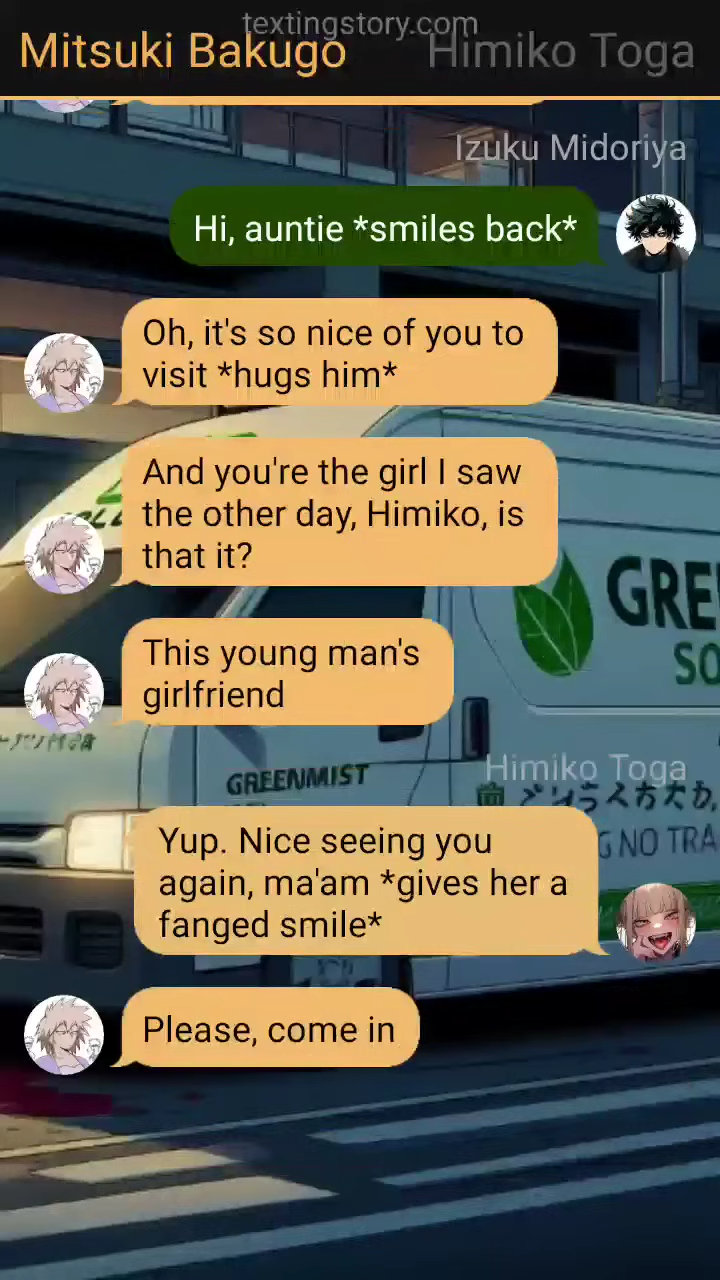 textingstory.com
Mitsuki Bakugo
Himiko Toga
Izuku Midoriya
Hi, auntie *smiles back*
Oh, it's so nice of you to
visit *hugs him*
And you're the girl I saw
the other day, Himiko, is
that it?
This young man's
girlfriend
GREENMIST
Himiko Toga
Yup. Nice seeing you
again, ma'am *gives her a
fanged smile*
Please, come in